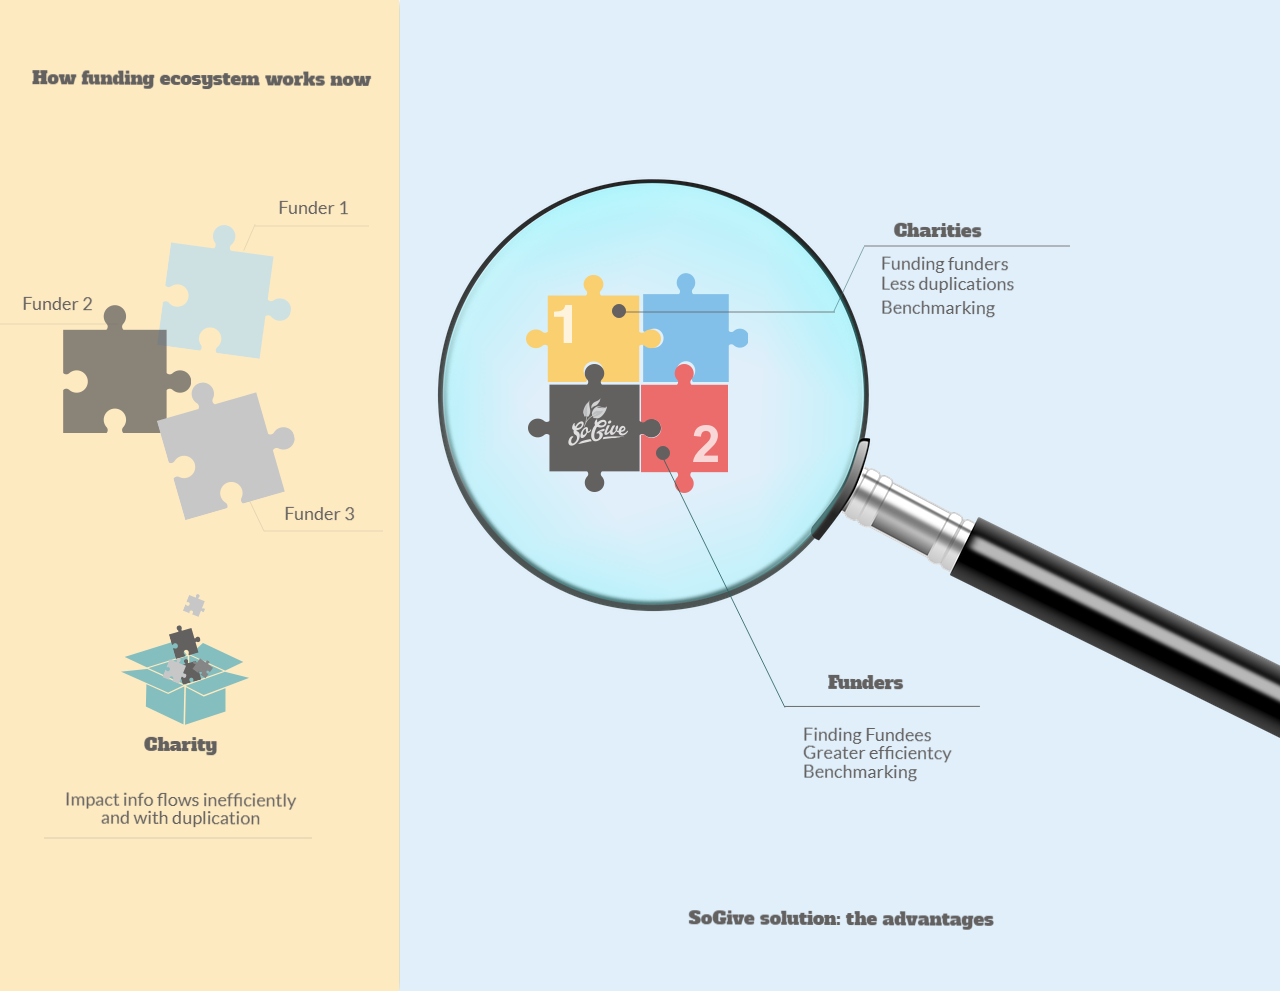 How funding ecosystem works now
Funder 1
Funder 2
Funder 3
Charity
Impact info flows inefficiently
and with duplication
1
SoGive
2
Charities
Funding funders
Less duplications
Benchmarking
Funders
Finding Fundees
Greater efficientcy
Benchmarking
SoGive solution: the advantages